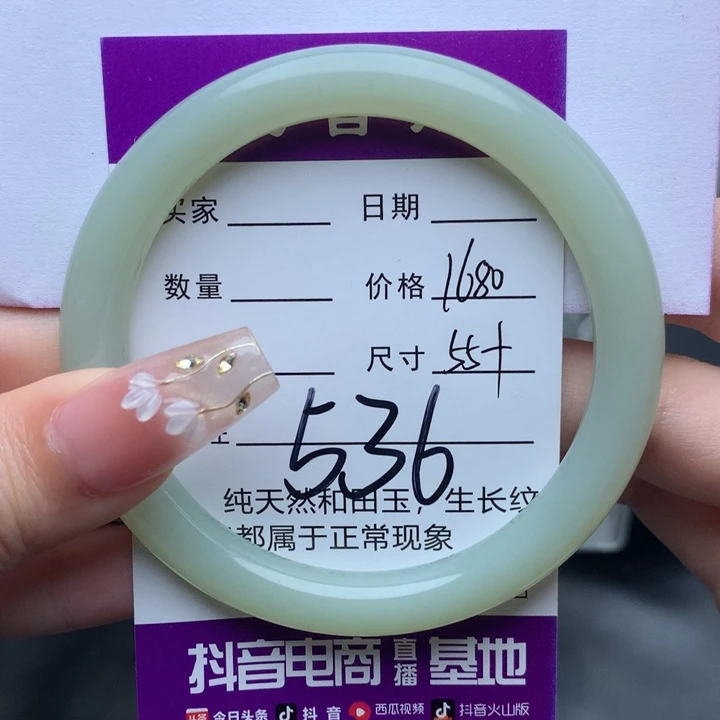 买家 日期
数量 价格 1680
尺寸 55+
536
纯天然和田玉，生长纹
都属于正常现象
抖音电商 直播 基地
今日头条 抖音 西瓜视频 抖音火山版